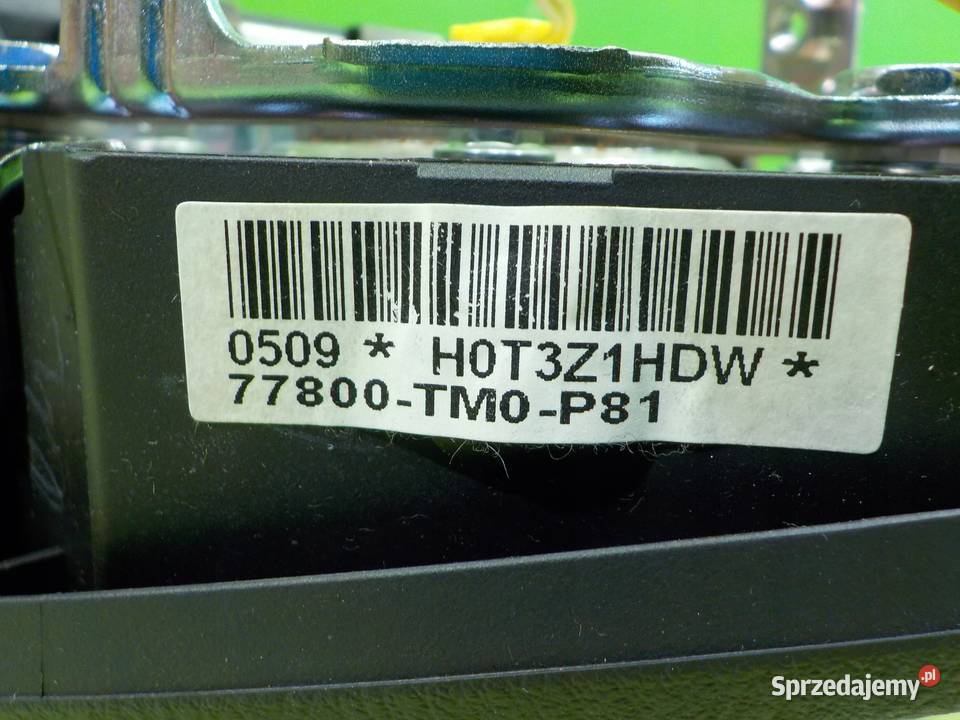 0509 * H0T3Z1HDW *
77800-TM0-P81
Sprzedajemy.pl